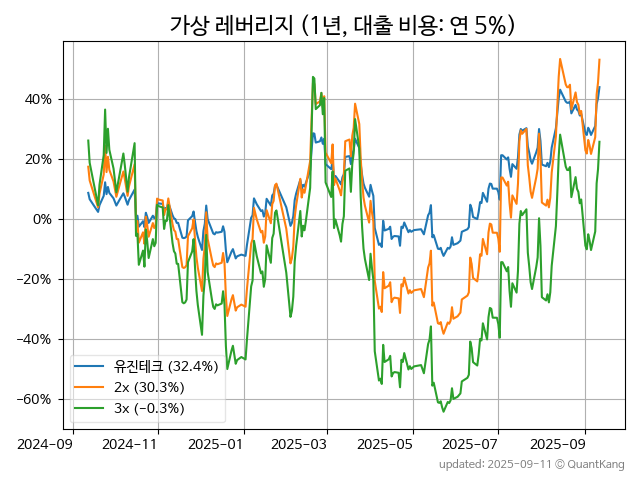 가상 레버리지 (1년, 대출 비용: 연 5%)
40%
20%
0%
−20%
−40%
−60%
유진테크 (32.4%)
2x (30.3%)
3x (−0.3%)
2024-09
2024-11
2025-01
2025-03
2025-05
2025-07
2025-09
updated: 2025-09-11 © QuantKang